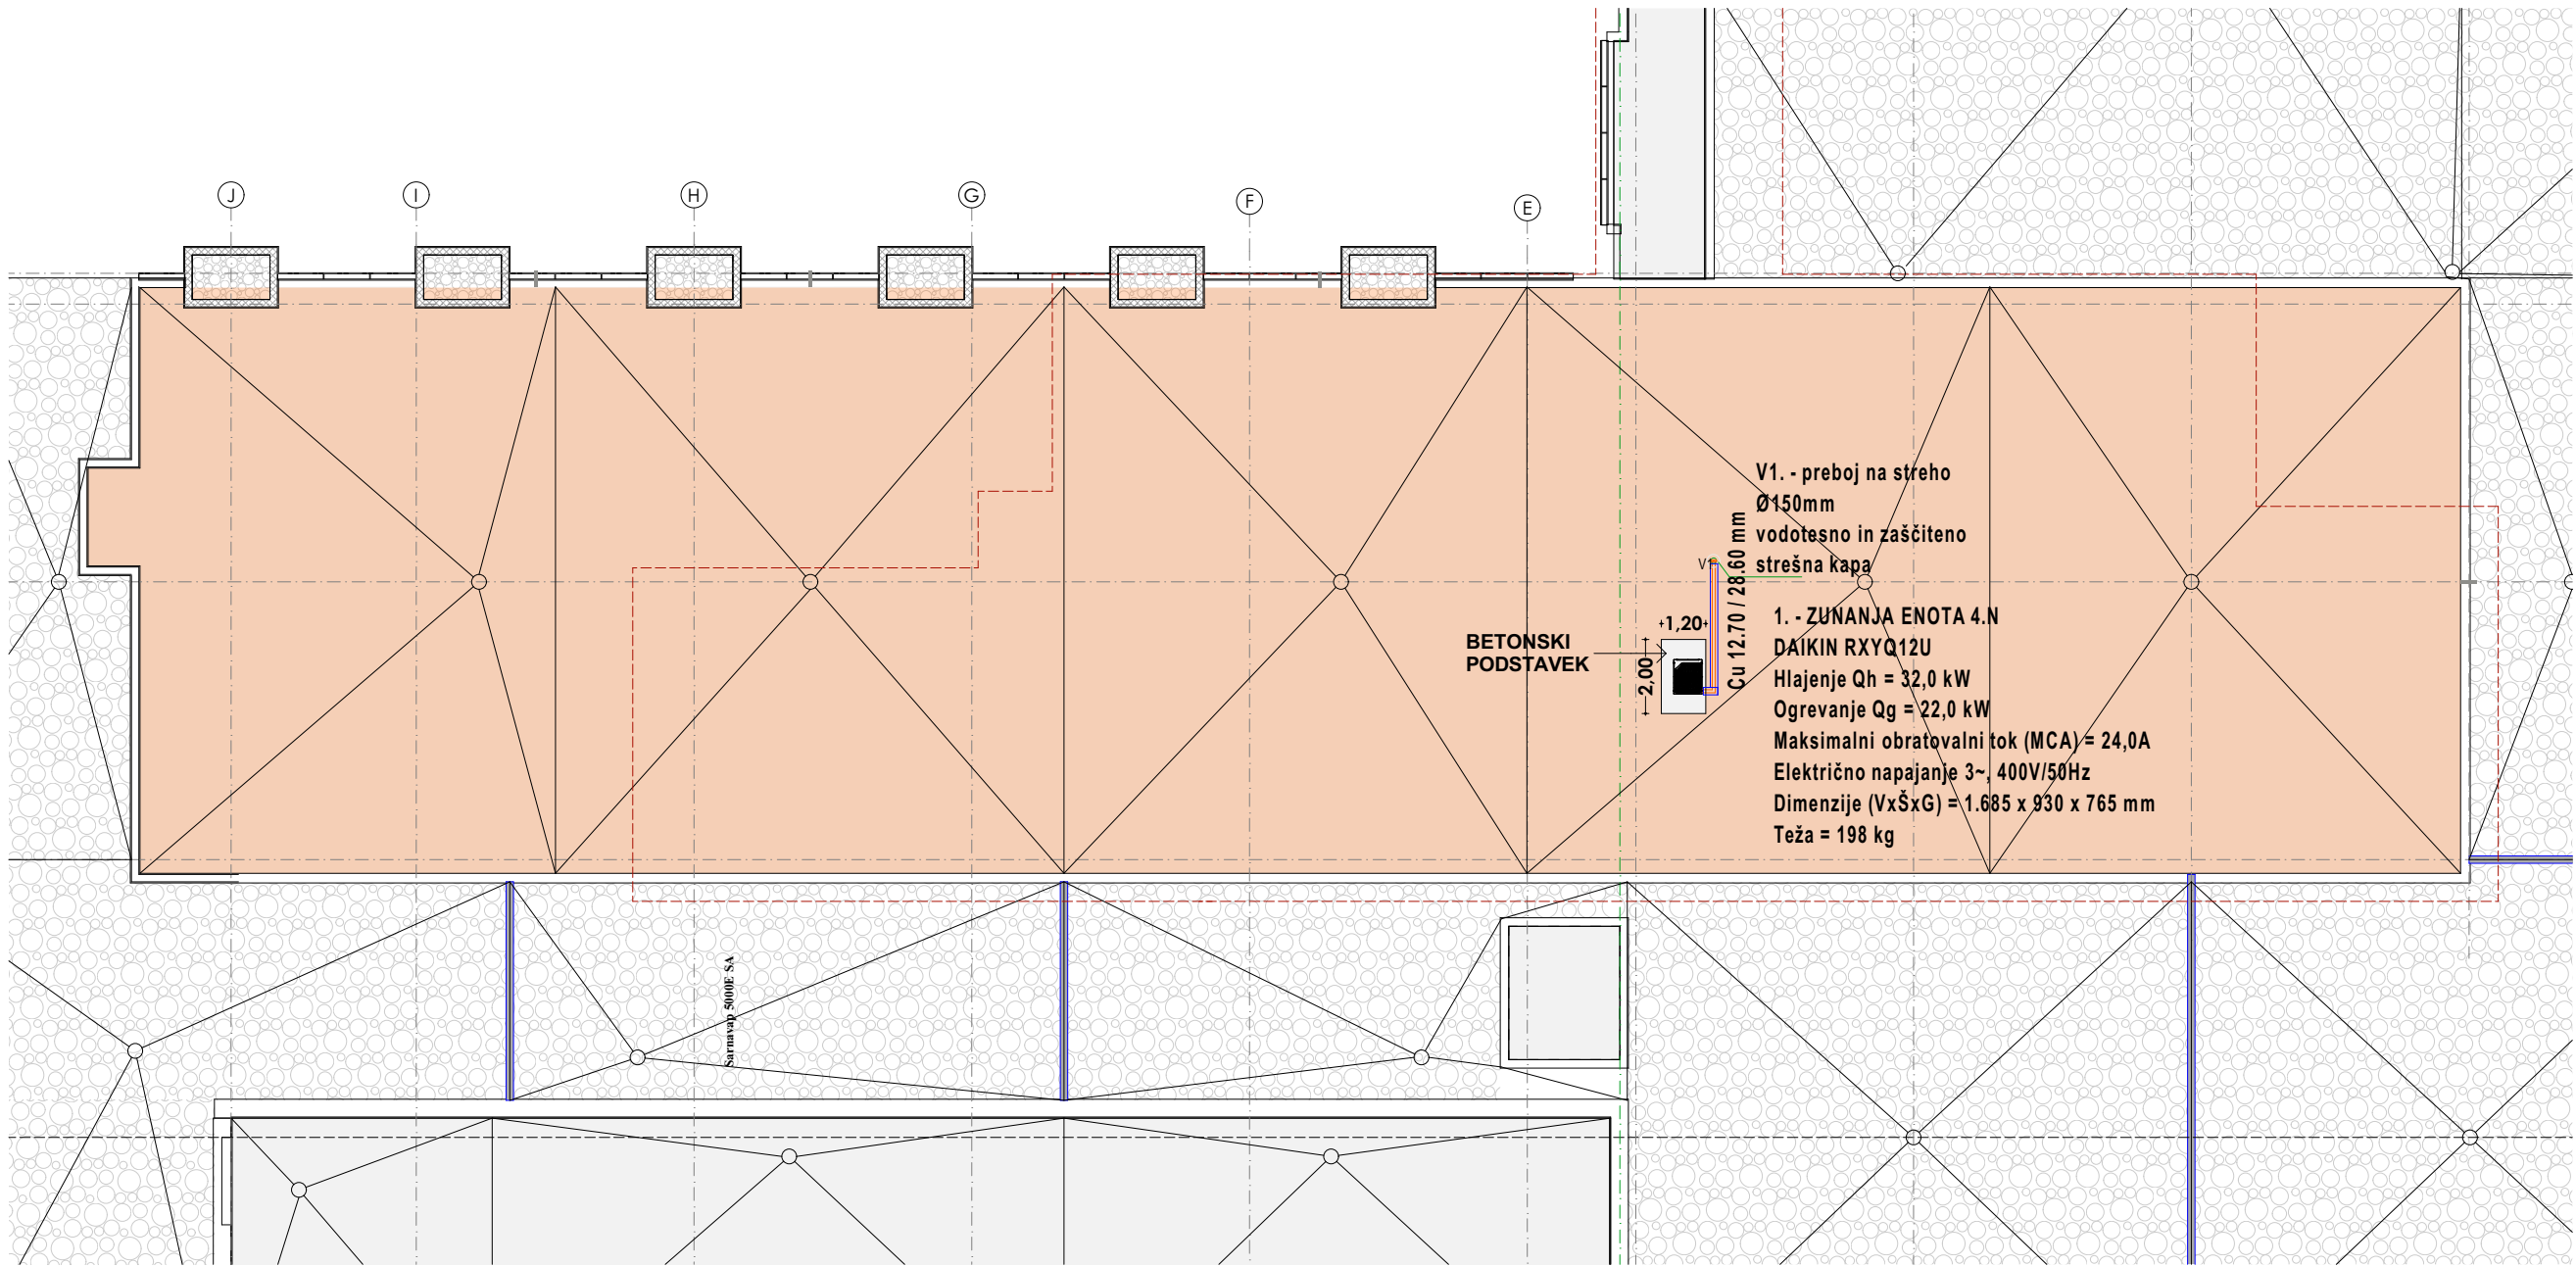 J
I
H
G
F
E
V1. - preboj na streho
Ø150mm
vodotesno in zaščiteno
strešna kapa
V1
Cu 12.70 / 28.60 mm
1,20
2,00
BETONSKI
PODSTAVEK
1. - ZUNANJA ENOTA 4.N
DAIKIN RXYQ12U
Hlajenje Qh = 32,0 kW
Ogrevanje Qg = 22,0 kW
Maksimalni obratovalni tok (MCA) = 24,0A
Električno napajanje 3~, 400V/50Hz
Dimenzije (VxŠxG) = 1.685 x 930 x 765 mm
Teža = 198 kg
Sarnavap 5000E SA